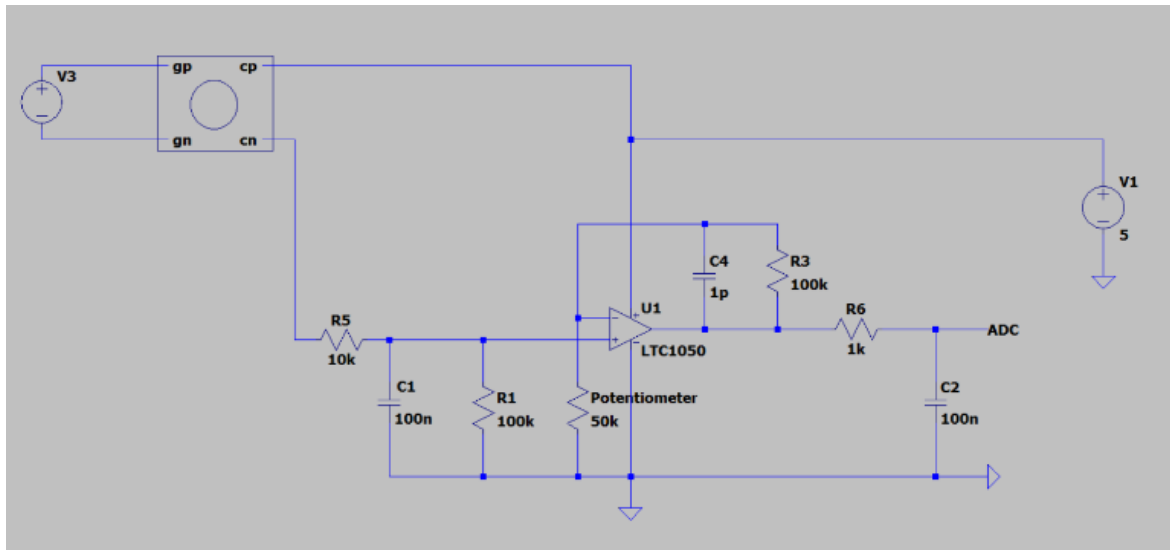 V3
gp
cp
gn
cn
V1
5
C4
1p
R3
100k
U1
LTC1050
R6
1k
ADC
R5
10k
C1
100n
R1
100k
Potentiometer
50k
C2
100n